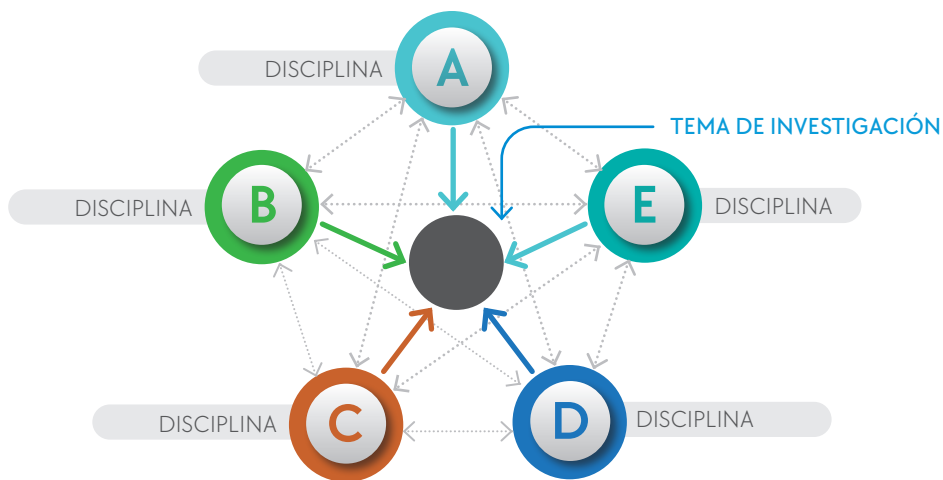 DISCIPLINA
A
TEMA DE INVESTIGACIÓN
DISCIPLINA
B
E
DISCIPLINA
DISCIPLINA
C
D
DISCIPLINA